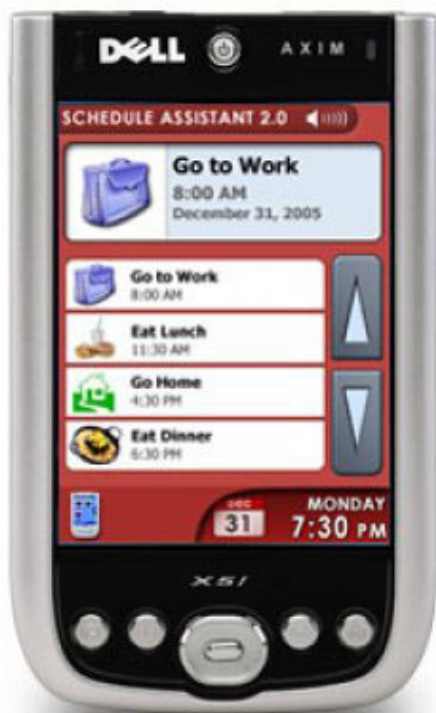 DELL
AXIM
SCHEDULE ASSISTANT 2.0
Go to Work
8:00 AM
December 31, 2005
Go to Work
8:00 AM
Eat Lunch
11:30 AM
Go Home
4:30 PM
Eat Dinner
6:30 PM
DEC
31
MONDAY
7:30 PM
X51